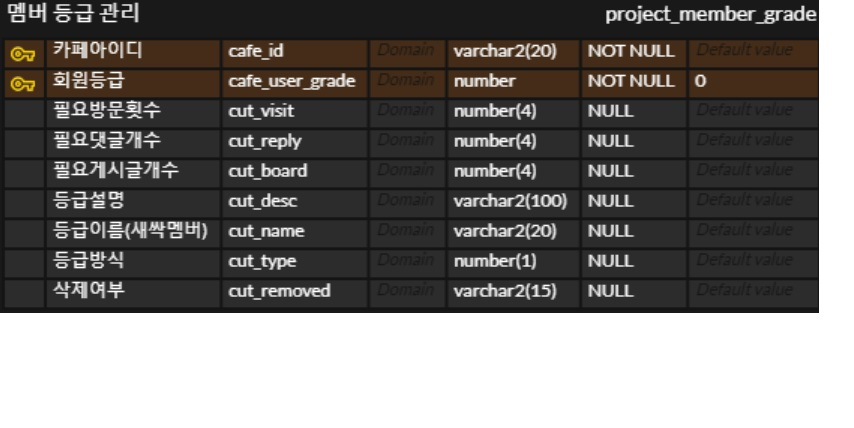 멤버 등급 관리 project_member_grade
카페아이디 cafe_id Domain varchar2(20) NOT NULL Default value
회원등급 cafe_user_grade Domain number NOT NULL 0
필요방문횟수 cut_visit Domain number(4) NULL Default value
필요댓글개수 cut_reply Domain number(4) NULL Default value
필요게시글개수 cut_board Domain number(4) NULL Default value
등급설명 cut_desc Domain varchar2(100) NULL Default value
등급이름(새싹멤버) cut_name Domain varchar2(20) NULL Default value
등급방식 cut_type Domain number(1) NULL Default value
삭제여부 cut_removed Domain varchar2(15) NULL Default value